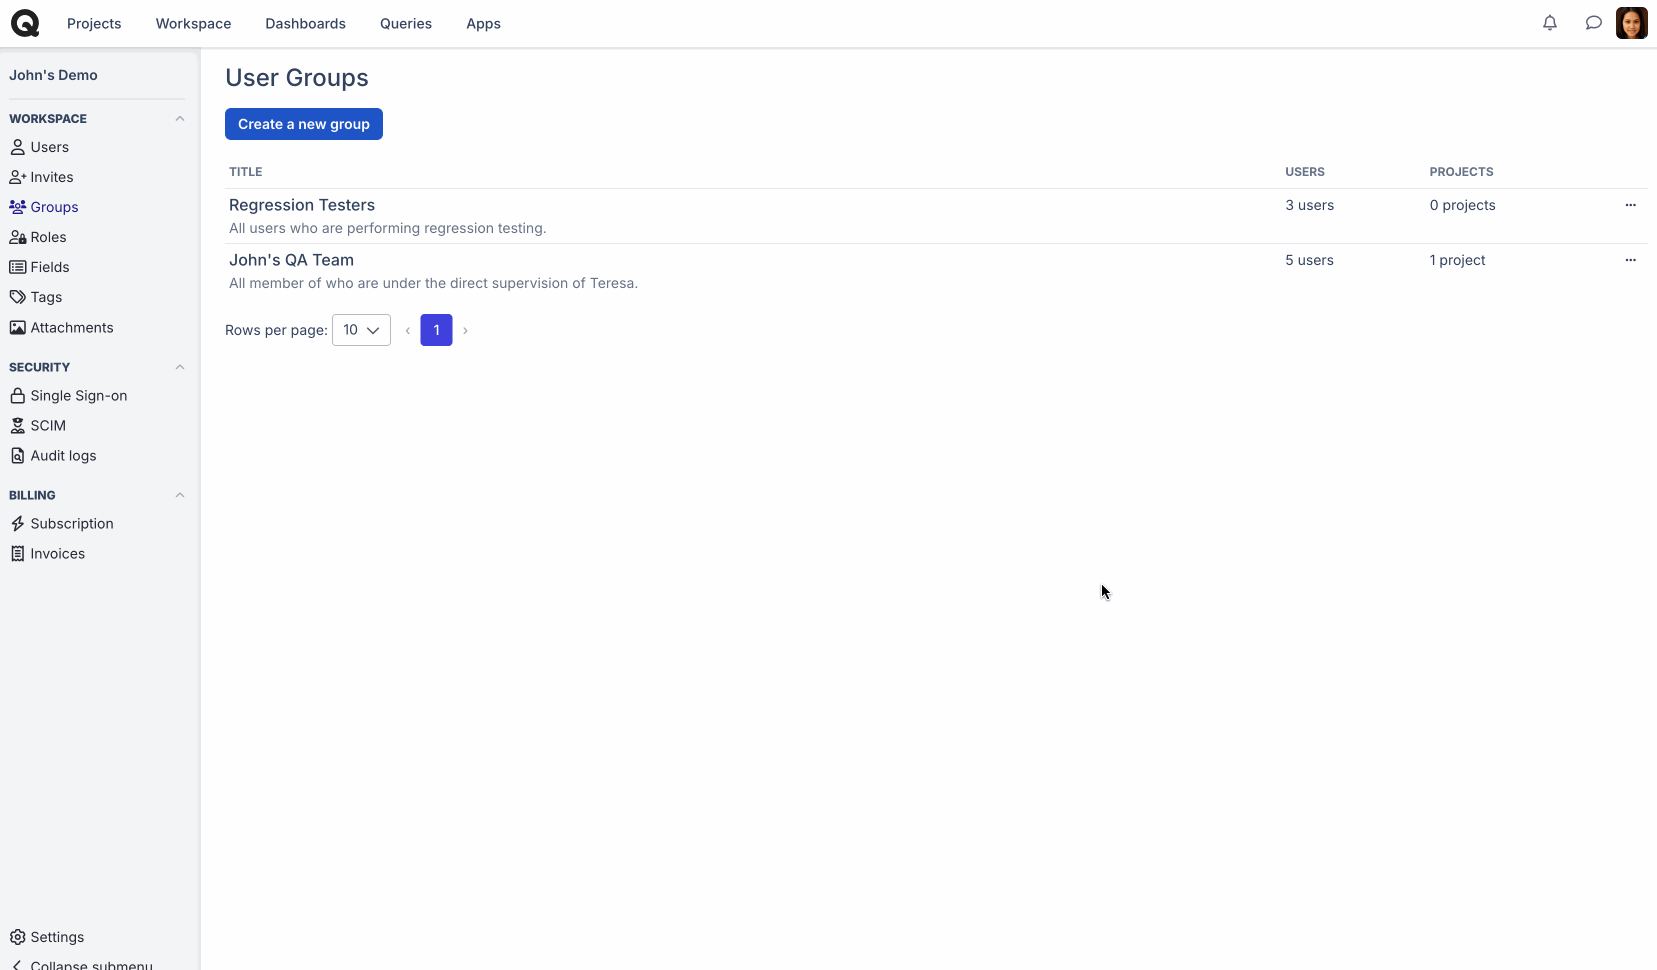 Projects Workspace Dashboards Queries Apps
John's Demo
WORKSPACE
Users
Invites
Groups
Roles
Fields
Tags
Attachments
SECURITY
Single Sign-on
SCIM
Audit logs
BILLING
Subscription
Invoices
Settings
Collapse submenu
User Groups
Create a new group
TITLE USERS PROJECTS
Regression Testers 3 users 0 projects
All users who are performing regression testing.
John's QA Team 5 users 1 project
All member of who are under the direct supervision of Teresa.
Rows per page: 10 1